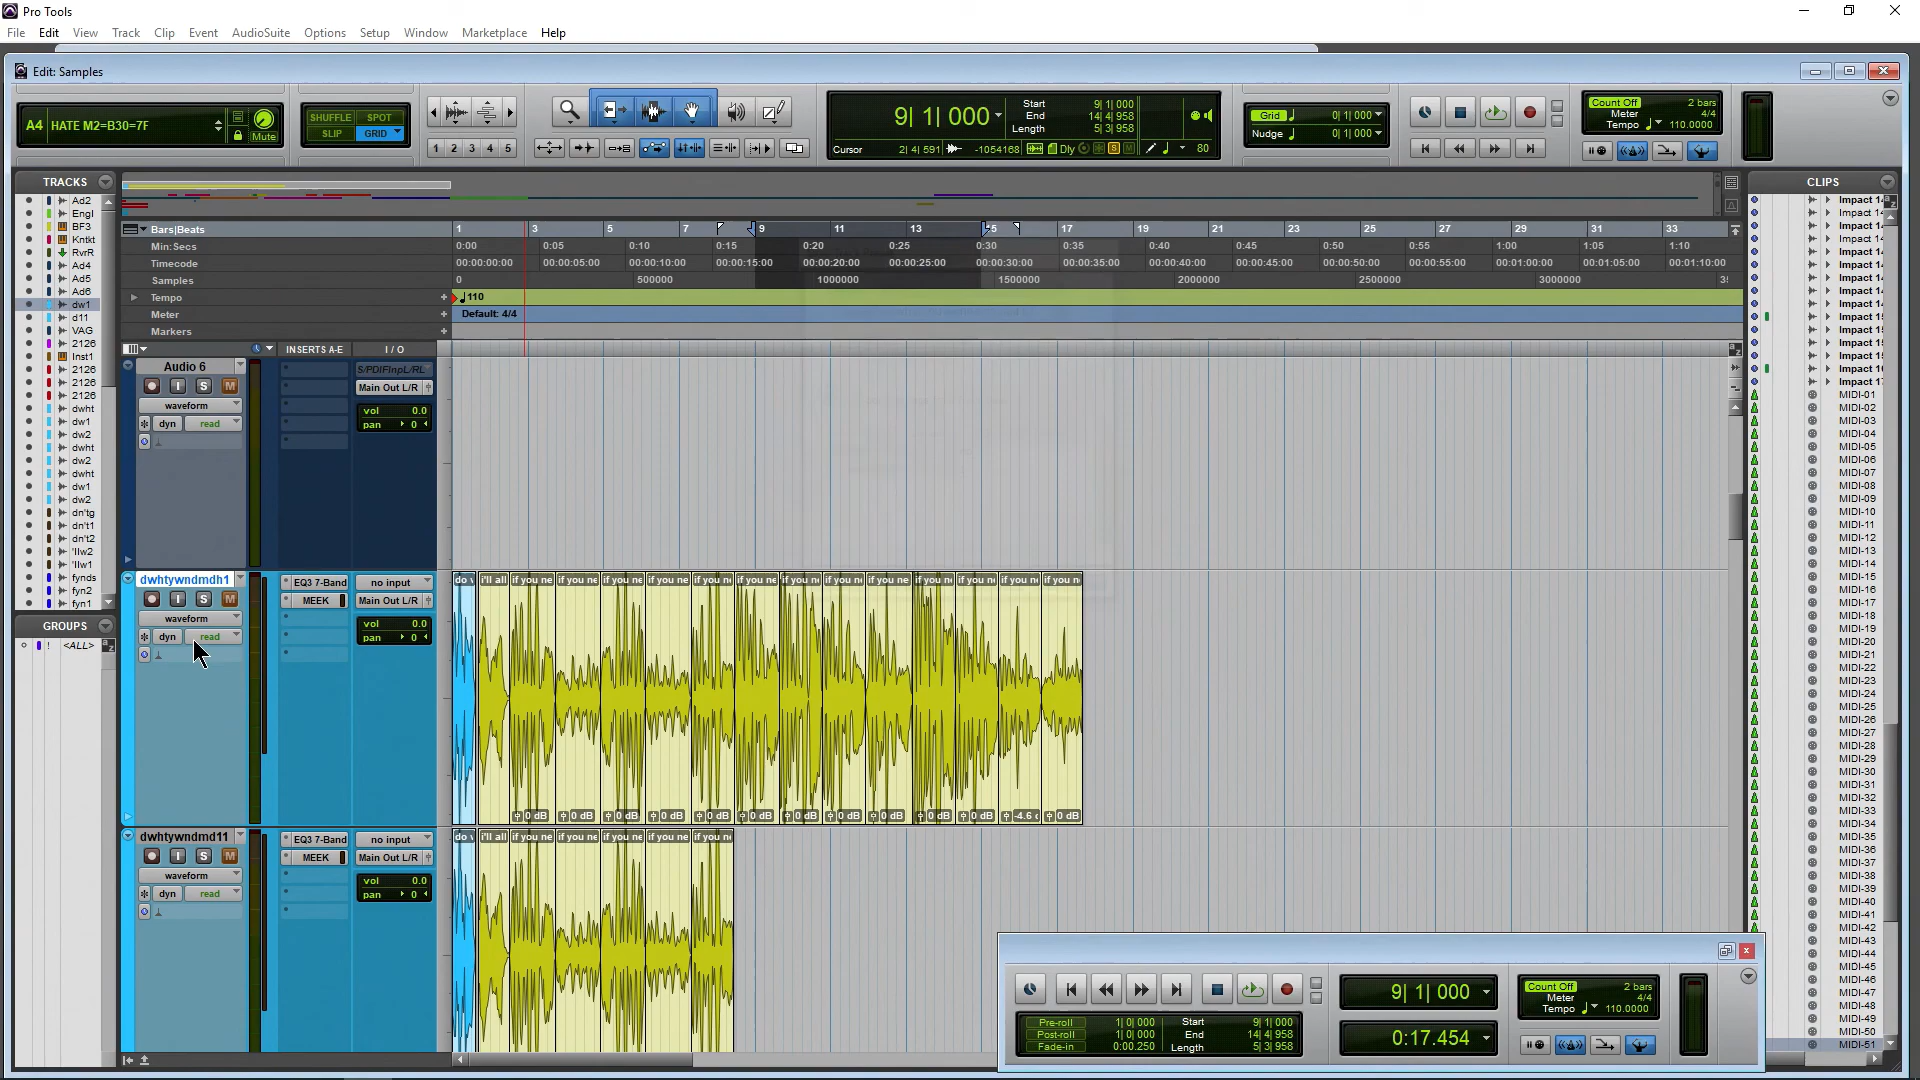 Pro Tools
File Edit View Track Clip Event AudioSuite Options Setup Window Marketplace Help
Edit: Samples
A4 HATE M2=B30=7F Mute
SHUFFLE SPOT
SLIP GRID
1 2 3 4 5
9| 1| 000
Start 9| 1| 000
End 14| 4| 958
Length 5| 3| 958
Cursor 2| 4| 591 -1054168 Dly S M 80
Grid 0| 1| 000
Nudge 0| 1| 000
Count Off 2 bars
Meter 4/4
Tempo 110.0000
TRACKS
Ad2
Engl
BF3
Kntkt
RvrR
Ad4
Ad5
Ad6
dw1
d11
VAG
2126
Inst1
2126
2126
2126
dwht
dw1
dw2
dwht
dw2
dwht
dw1
dw2
dn'tg
dn't1
dn't2
'llw2
'llw1
fynds
fyn2
fyn1
GROUPS
! <ALL>
Bars|Beats 1 3 5 7 9 11 13 15 17 19 21 23 25 27 29 31 33
Min:Secs 0:00 0:05 0:10 0:15 0:20 0:25 0:30 0:35 0:40 0:45 0:50 0:55 1:00 1:05 1:10
Timecode 00:00:00:00 00:00:05:00 00:00:10:00 00:00:15:00 00:00:20:00 00:00:25:00 00:00:30:00 00:00:35:00 00:00:40:00 00:00:45:00 00:00:50:00 00:00:55:00 00:01:00:00 00:01:05:00 00:01:10:00
Samples 0 500000 1000000 1500000 2000000 2500000 3000000
Tempo + 110
Meter + Default: 4/4
Markers +
INSERTS A-E I / O
Audio 6
S/PDIFInpL/RL
I S M
Main Out L/R
waveform
vol 0.0
dyn read
pan 0
dwhtywndmdh1
EQ3 7-Band no input
I S M
MEEK Main Out L/R
waveform
vol 0.0
dyn read
pan 0
do i'll all if you ne if you ne if you ne if you ne if you n if you ne if you n if you n if you ne if you n if you n if you n if you n
0 dB 0 dB 0 dB 0 dB 0 dB 0 dB 0 dB 0 dB 0 dB 0 dB 0 dB -4.6 0 dB
dwhtywndmd11
EQ3 7-Band no input
I S M
MEEK Main Out L/R
waveform
vol 0.0
dyn read
pan 0
do i'll all if you ne if you ne if you ne if you ne if you n
CLIPS
Impact 14
Impact 14
Impact 14
Impact 14
Impact 14
Impact 14
Impact 14
Impact 14
Impact 14
Impact 15
Impact 15
Impact 15
Impact 15
Impact 16
Impact 17
MIDI-01
MIDI-02
MIDI-03
MIDI-04
MIDI-05
MIDI-06
MIDI-07
MIDI-08
MIDI-09
MIDI-10
MIDI-11
MIDI-12
MIDI-13
MIDI-14
MIDI-15
MIDI-16
MIDI-17
MIDI-18
MIDI-19
MIDI-20
MIDI-21
MIDI-22
MIDI-23
MIDI-24
MIDI-25
MIDI-26
MIDI-27
MIDI-28
MIDI-29
MIDI-30
MIDI-31
MIDI-32
MIDI-33
MIDI-34
MIDI-35
MIDI-36
MIDI-37
MIDI-38
MIDI-39
MIDI-40
MIDI-41
MIDI-42
MIDI-43
MIDI-44
MIDI-45
MIDI-46
MIDI-47
MIDI-48
MIDI-49
MIDI-50
MIDI-51
9| 1| 000
Count Off 2 bars
Meter 4/4
Tempo 110.0000
Pre-roll 1| 0| 000 Start 9| 1| 000
Post-roll 1| 0| 000 End 14| 4| 958
Fade-in 0:00.250 Length 5| 3| 958
0:17.454